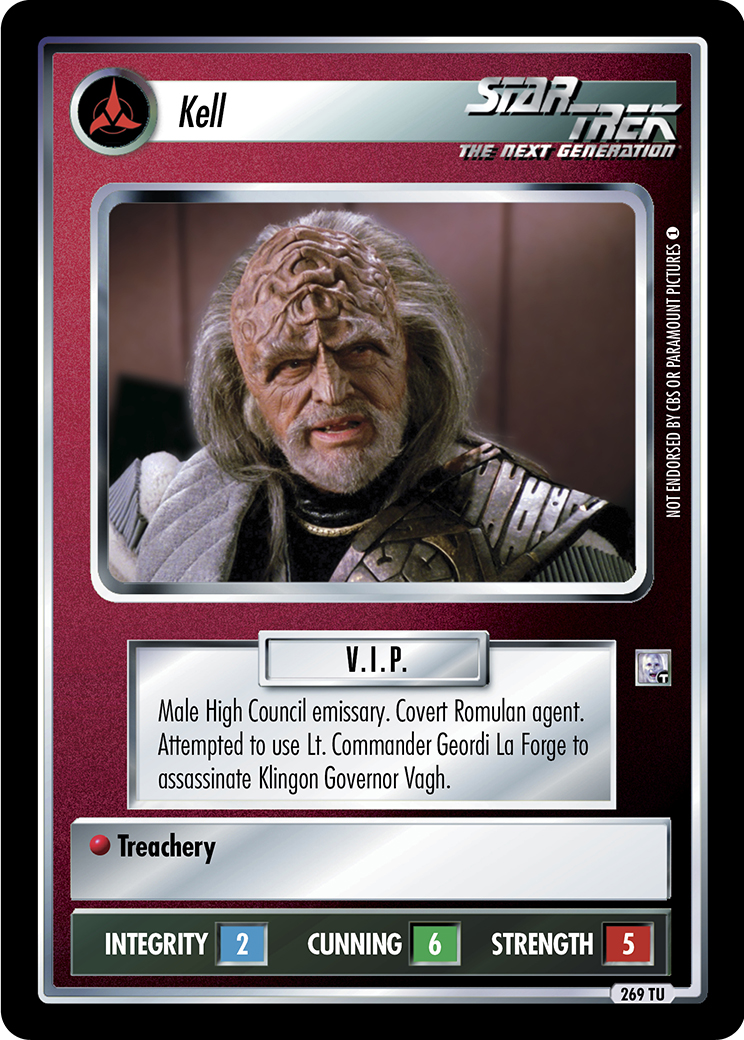 Kell
STAR TREK
THE NEXT GENERATION
NOT ENDORSED BY CBS OR PARAMOUNT PICTURES 1
V.I.P.
T
Male High Council emissary. Covert Romulan agent.
Attempted to use Lt. Commander Geordi La Forge to
assassinate Klingon Governor Vagh.
Treachery
INTEGRITY 2 CUNNING 6 STRENGTH 5
269 TU